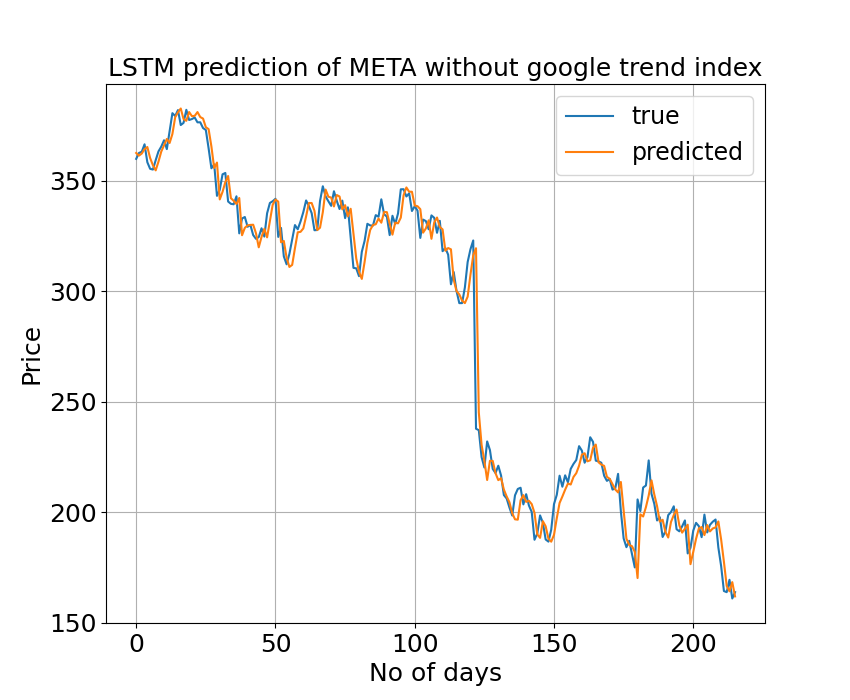 LSTM prediction of META without google trend index
true
predicted
Price
350
300
250
200
150
0 50 100 150 200
No of days